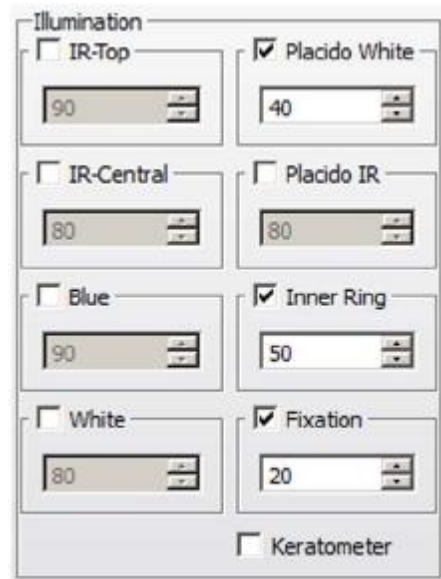 Illumination
IR-Top
Placido White
90
40
IR-Central
Placido IR
80
80
Blue
Inner Ring
90
50
White
Fixation
80
20
Keratometer